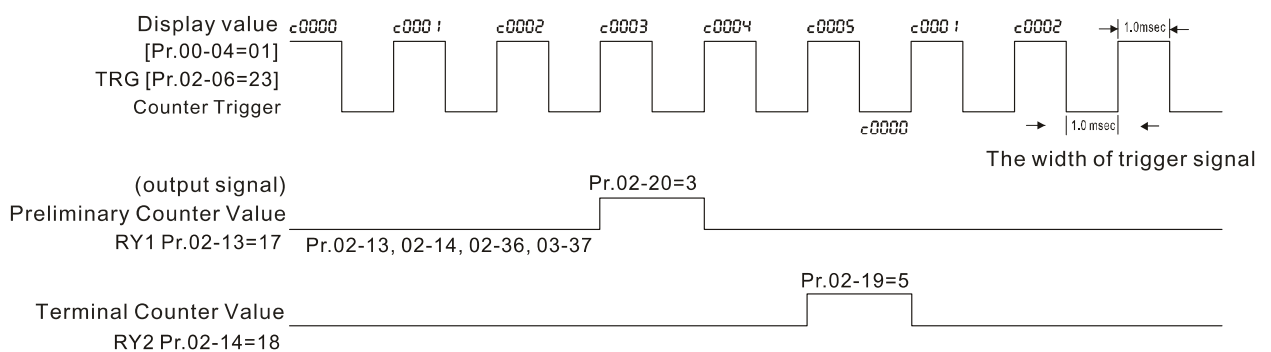 Display value
c0000 c0001 c0002 c0003 c0004 c0005 c0001 c0002
1.0msec
[Pr.00-04=01]
TRG [Pr.02-06=23]
Counter Trigger
c0000
1.0 msec
The width of trigger signal
(output signal)
Pr.02-20=3
Preliminary Counter Value
RY1 Pr.02-13=17
Pr.02-13, 02-14, 02-36, 03-37
Pr.02-19=5
Terminal Counter Value
RY2 Pr.02-14=18